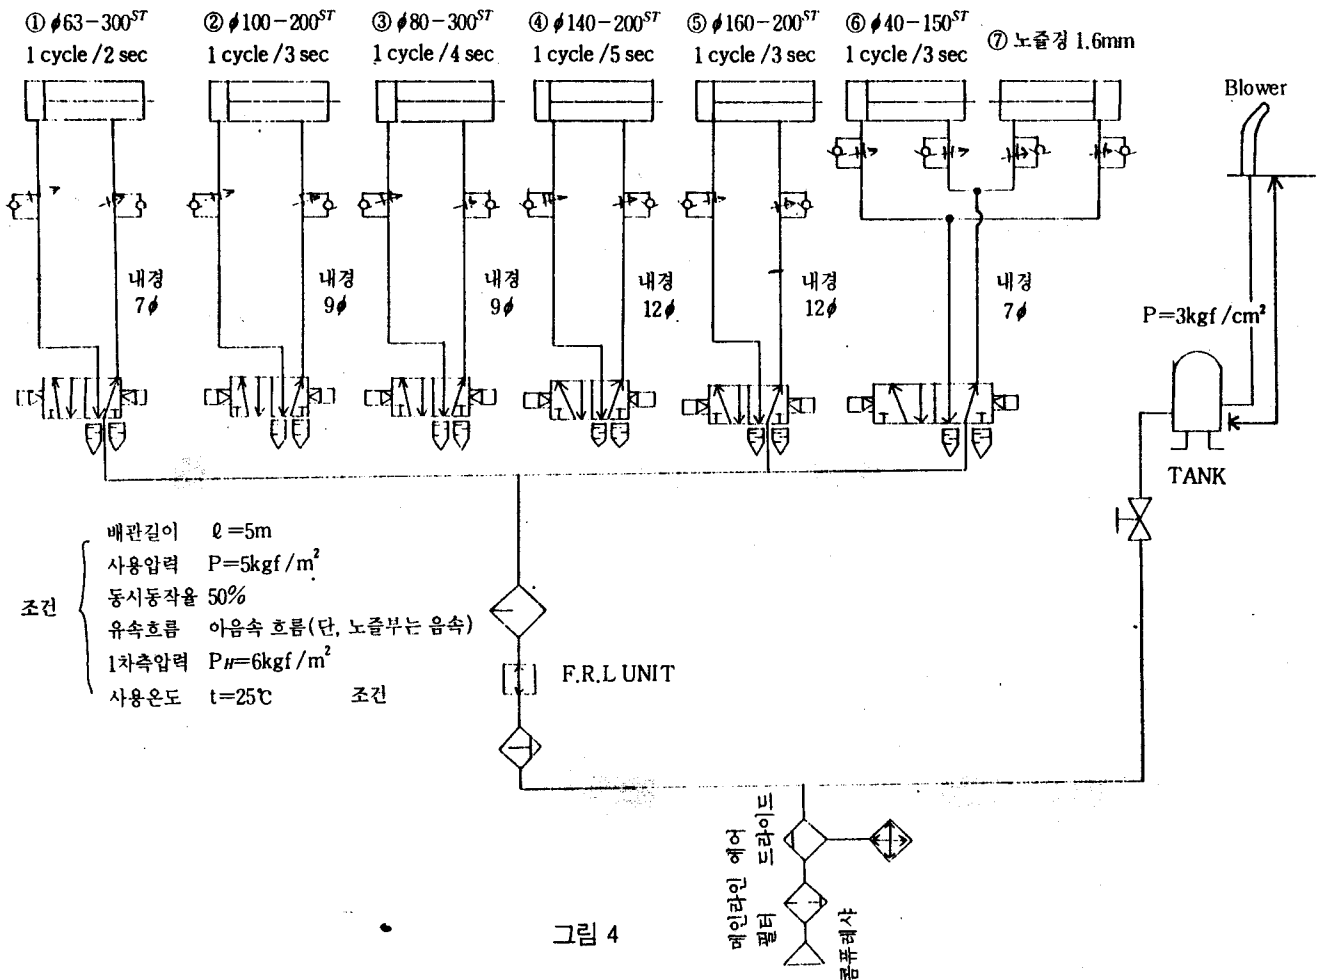 ① ϕ63-300ST
1 cycle /2 sec
② ϕ100-200ST
1 cycle /3 sec
③ ϕ80-300ST
1 cycle /4 sec
④ ϕ140-200ST
1 cycle /5 sec
⑤ ϕ160-200ST
1 cycle /3 sec
⑥ ϕ40-150ST
1 cycle /3 sec
⑦ 노즐경 1.6mm
Blower
내경
7ϕ
내경
9ϕ
내경
9ϕ
내경
12ϕ
내경
12ϕ
내경
7ϕ
P=3kgf/cm²
TANK
조건
배관길이 ℓ=5m
사용압력 P=5kgf/m²
동시동작율 50%
유속흐름 아음속 흐름(단, 노즐부는 음속)
1차측압력 PH=6kgf/m²
사용온도 t=25℃ 조건
F.R.L UNIT
메인라인 에어
필터 드라이드
콤퓨레샤
그림 4